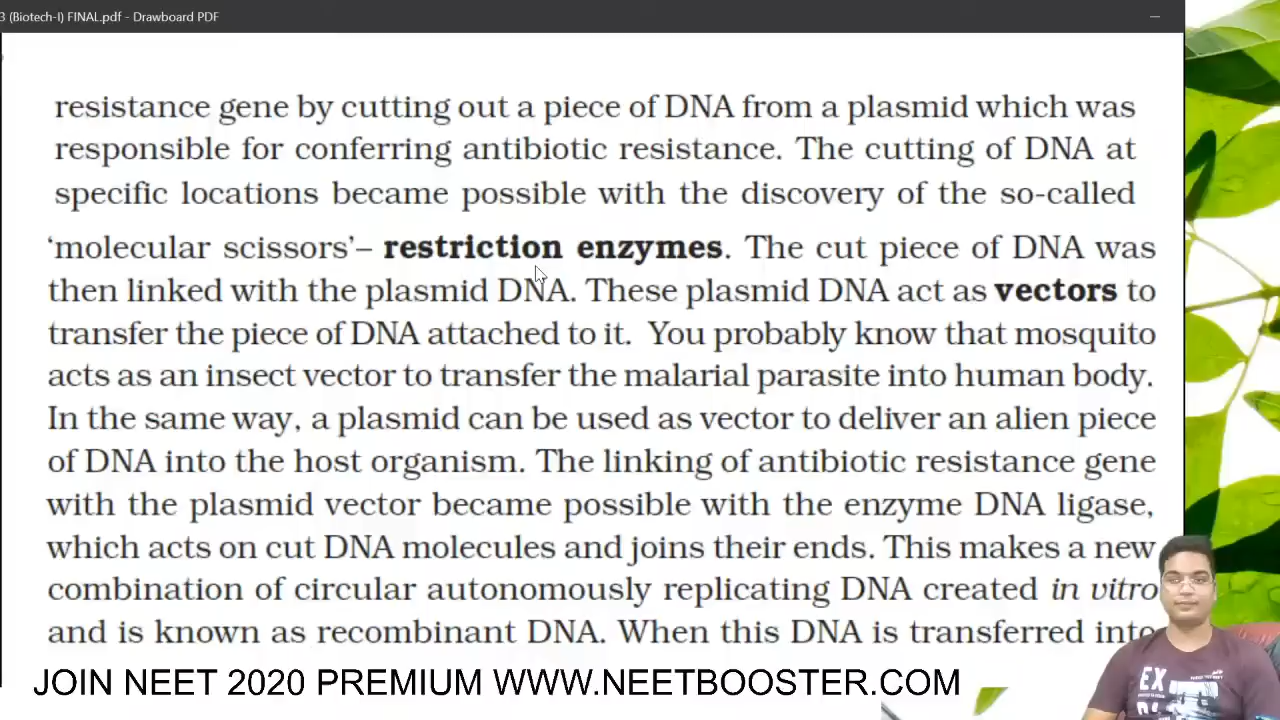 3 (Biotech-I) FINAL.pdf - Drawboard PDF
resistance gene by cutting out a piece of DNA from a plasmid which was
responsible for conferring antibiotic resistance. The cutting of DNA at
specific locations became possible with the discovery of the so-called
‘molecular scissors’– restriction enzymes. The cut piece of DNA was
then linked with the plasmid DNA. These plasmid DNA act as vectors to
transfer the piece of DNA attached to it. You probably know that mosquito
acts as an insect vector to transfer the malarial parasite into human body.
In the same way, a plasmid can be used as vector to deliver an alien piece
of DNA into the host organism. The linking of antibiotic resistance gene
with the plasmid vector became possible with the enzyme DNA ligase,
which acts on cut DNA molecules and joins their ends. This makes a new
combination of circular autonomously replicating DNA created in vitro
and is known as recombinant DNA. When this DNA is transferred into
JOIN NEET 2020 PREMIUM WWW.NEETBOOSTER.COM
EX